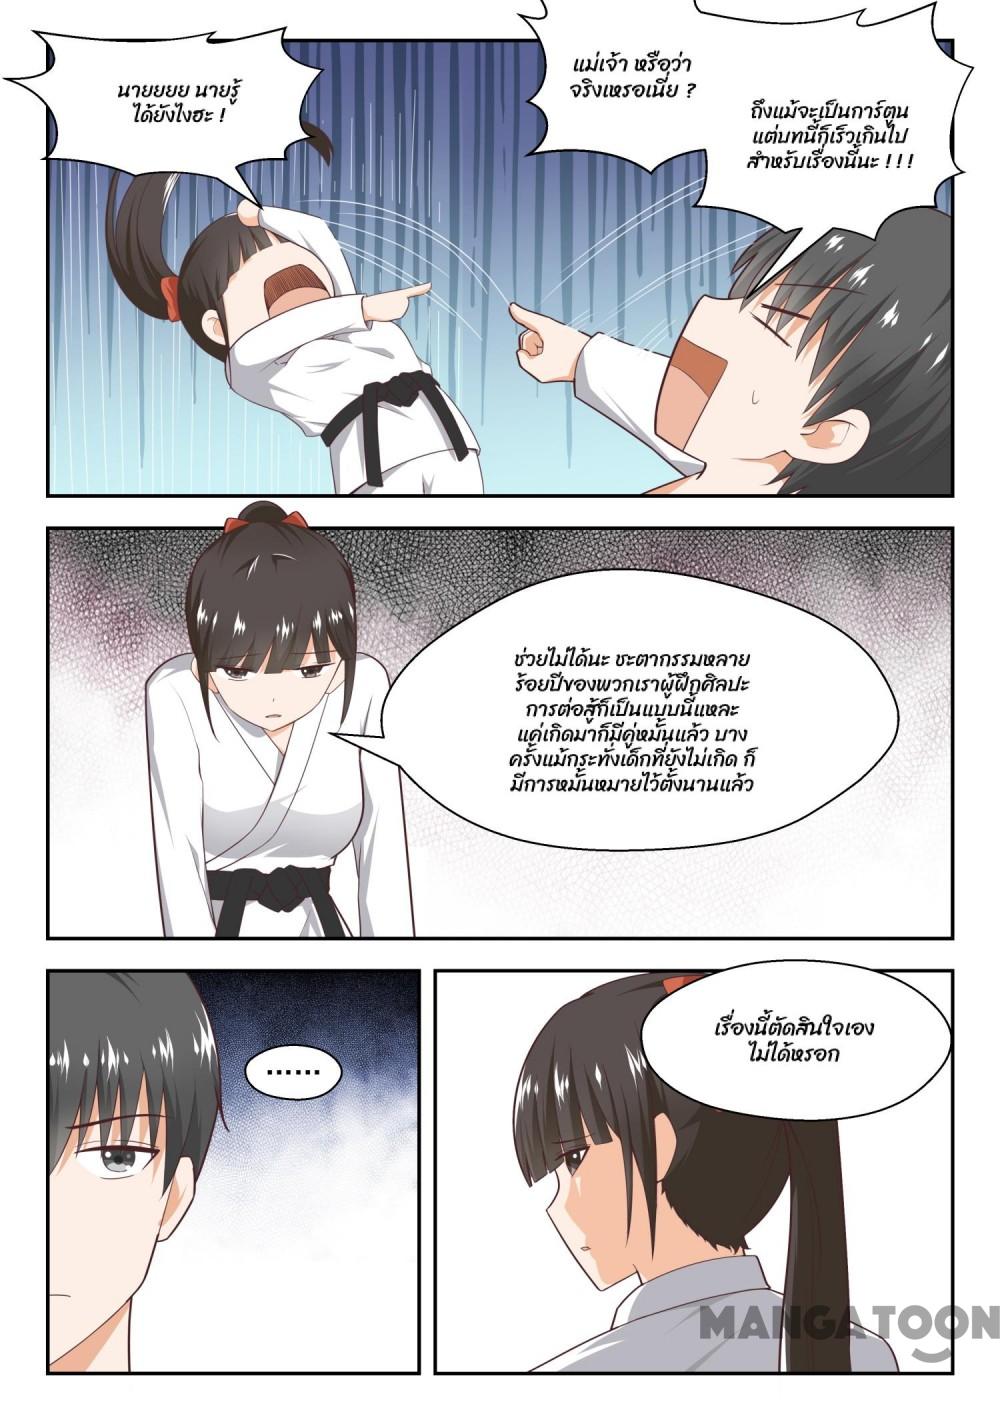 นายยยย นายรู้
ได้ยังไงฮะ !
แม่เจ้า หรือว่า
จริงเหรอเนี่ย ?
ถึงแม้จะเป็นการ์ตูน
แต่บทนี้ก็เร็วเกินไป
สำหรับเรื่องนี้นะ ! ! !
ช่วยไม่ได้นะ ชะตากรรมหลาย
ร้อยปีของพวกเราผู้ฝึกศิลปะ
การต่อสู้ก็เป็นแบบนี้แหละ
แค่เกิดมาก็มีคู่หมั้นแล้ว บาง
ครั้งแม้กระทั่งเด็กที่ยังไม่เกิด ก็
มีการหมั้นหมายไว้ตั้งนานแล้ว
......
เรื่องนี้ตัดสินใจเอง
ไม่ได้หรอก
MANGATOON